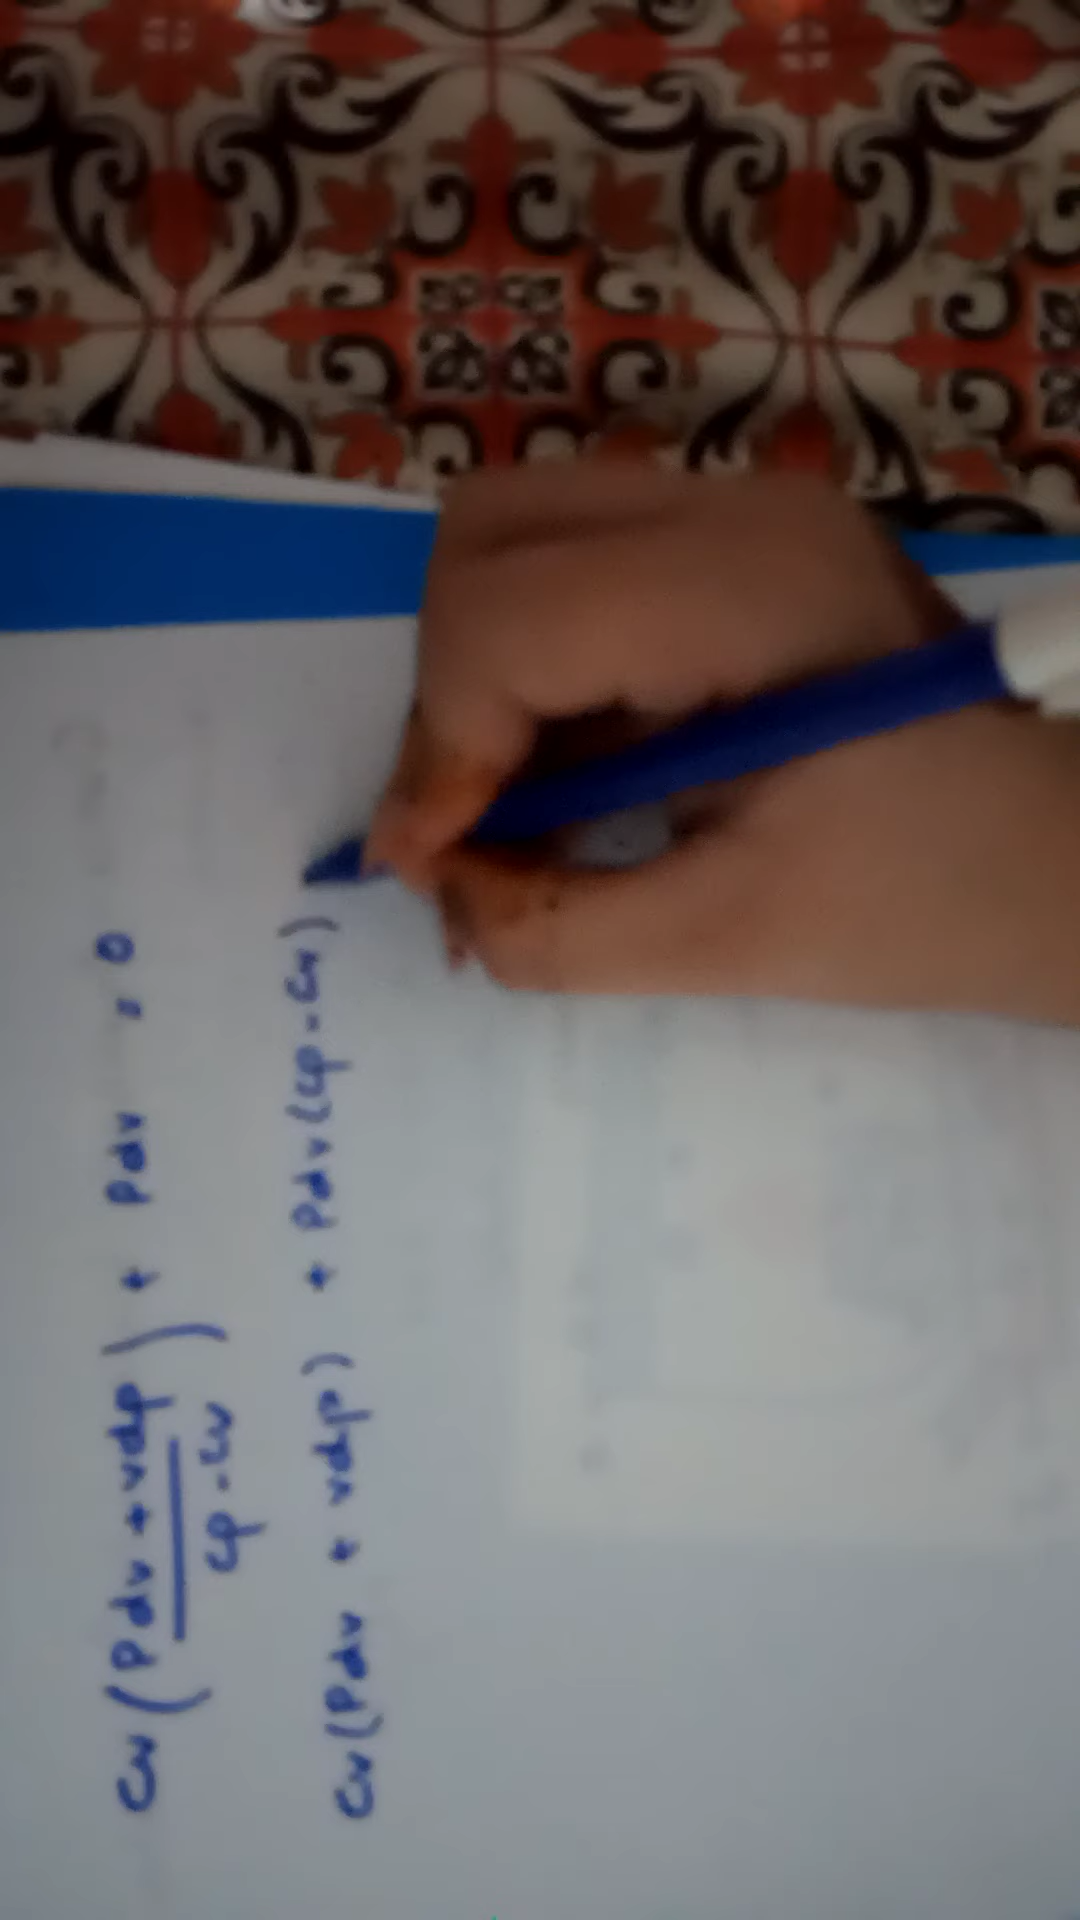 Cv ( Pdv + vdp / Cp - Cv ) + Pdv = 0
Cv (Pdv + vdp) + Pdv (Cp - Cv)